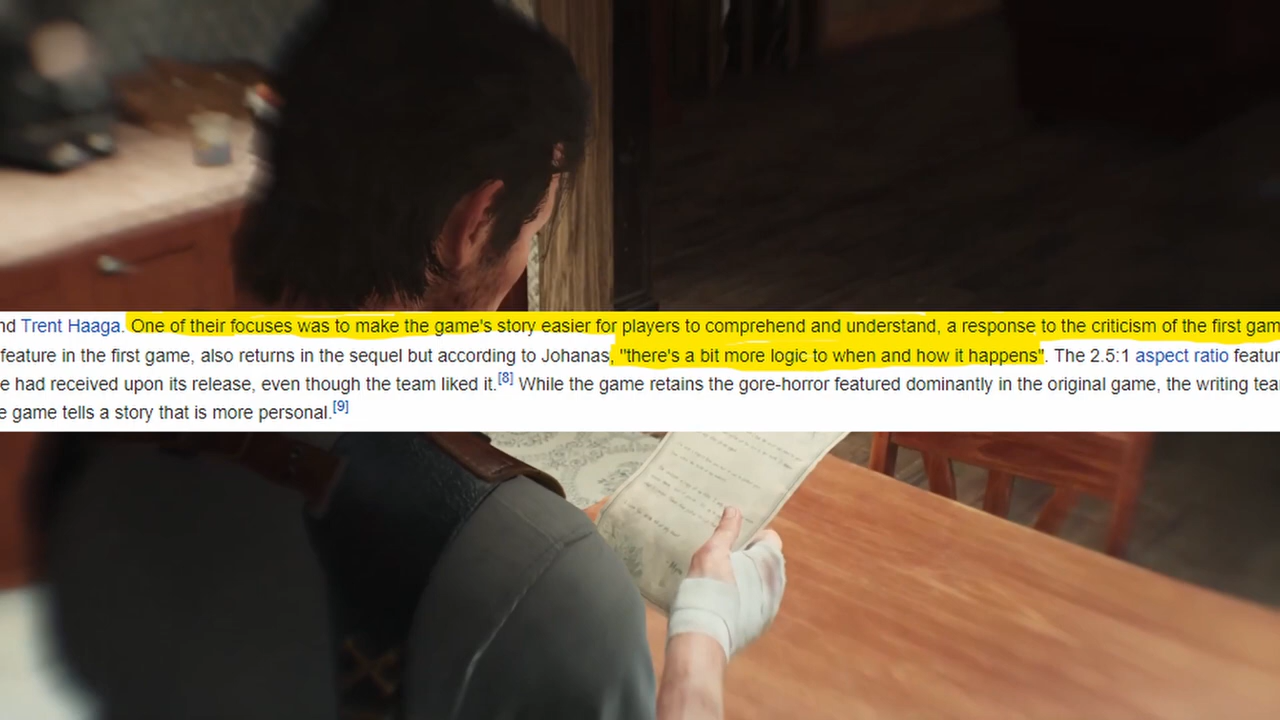 nd Trent Haaga. One of their focuses was to make the game's story easier for players to comprehend and understand, a response to the criticism of the first gam
feature in the first game, also returns in the sequel but according to Johanas, "there's a bit more logic to when and how it happens". The 2.5:1 aspect ratio featur
e had received upon its release, even though the team liked it.[8] While the game retains the gore-horror featured dominantly in the original game, the writing tea
e game tells a story that is more personal.[9]